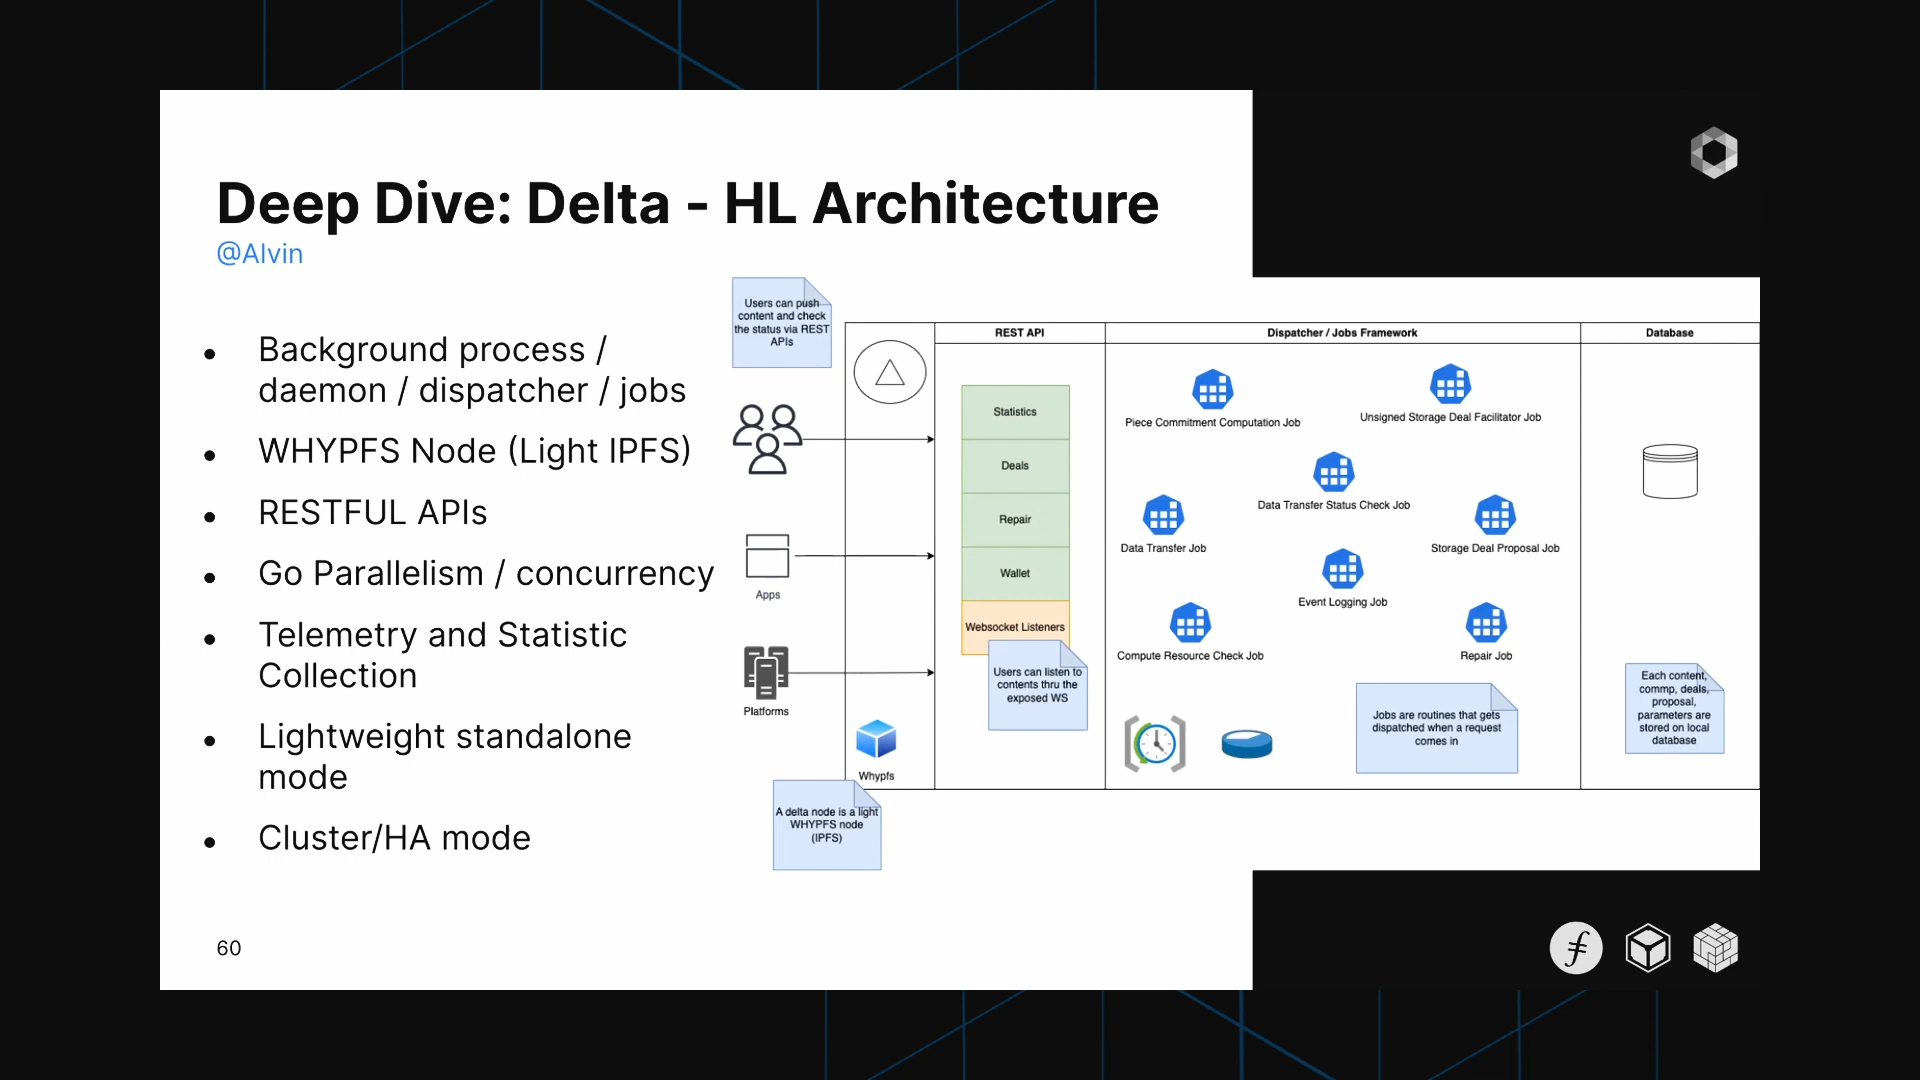 Deep Dive: Delta - HL Architecture
@Alvin
Background process /
daemon / dispatcher / jobs
WHYPFS Node (Light IPFS)
RESTFUL APIs
Go Parallelism / concurrency
Telemetry and Statistic
Collection
Lightweight standalone
mode
Cluster/HA mode
60
Users can push
content and check
the status via REST
APIs
Apps
Platforms
Whypfs
A delta node is a light
WHYPFS node
(IPFS)
REST API
Statistics
Deals
Repair
Wallet
Websocket Listeners
Users can listen to
contents thru the
exposed WS
Dispatcher / Jobs Framework
Piece Commitment Computation Job
Unsigned Storage Deal Facilitator Job
Data Transfer Status Check Job
Data Transfer Job
Storage Deal Proposal Job
Event Logging Job
Compute Resource Check Job
Repair Job
Jobs are routines that gets
dispatched when a request
comes in
Database
Each content,
commp, deals,
proposal,
parameters are
stored on local
database